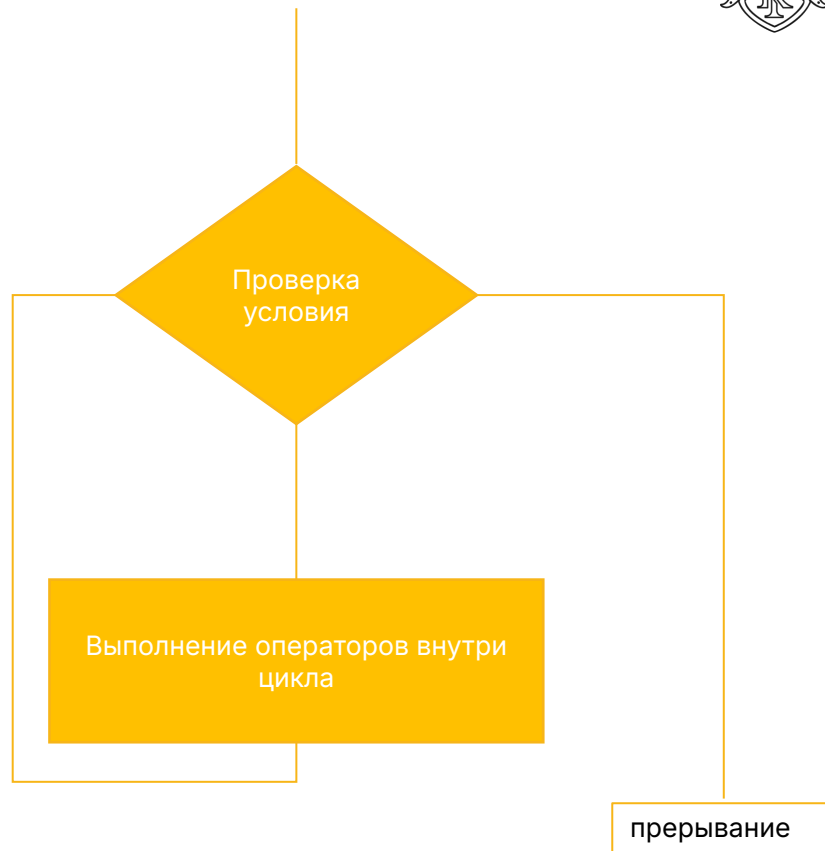 Проверка
условия
Выполнение операторов внутри
цикла
прерывание